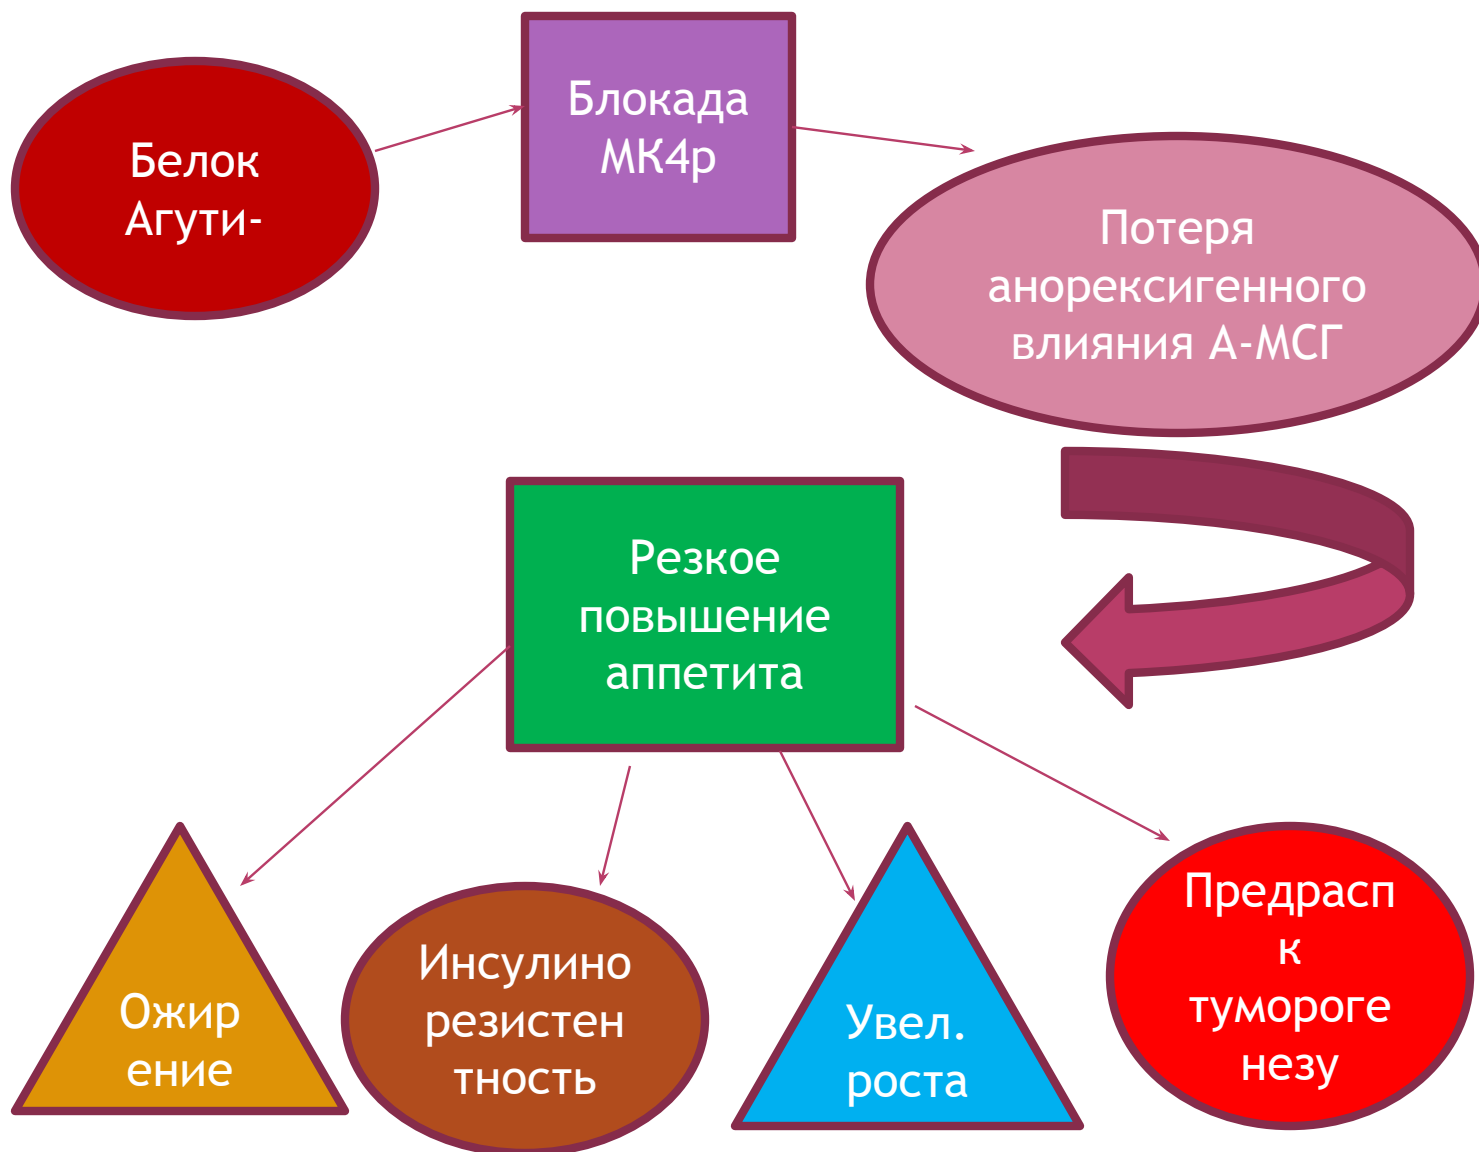 Белок
Агути-
Блокада
МК4р
Потеря
анорексигенного
влияния А-МСГ
Резкое
повышение
аппетита
Ожир
ение
Инсулино
резистен
тность
Увел.
роста
Предрасп
к
тумороге
незу